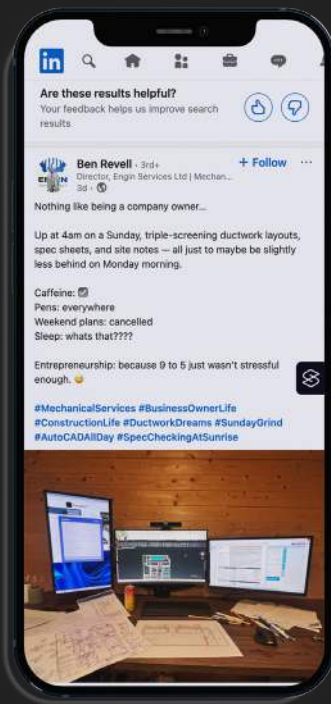 in
Are these results helpful?
Your feedback helps us improve search
results
Ben Revell · 3rd+
+ Follow ...
Director, Engin Services Ltd | Mechan...
3d ·
Nothing like being a company owner...
Up at 4am on a Sunday, triple-screening ductwork layouts,
spec sheets, and site notes — all just to maybe be slightly
less behind on Monday morning.
Caffeine: ☑
Pens: everywhere
Weekend plans: cancelled
Sleep: whats that????
Entrepreneurship: because 9 to 5 just wasn't stressful
enough. 😅
#MechanicalServices #BusinessOwnerLife
#ConstructionLife #DuctworkDreams #SundayGrind
#AutoCADAllDay #SpecCheckingAtSunrise